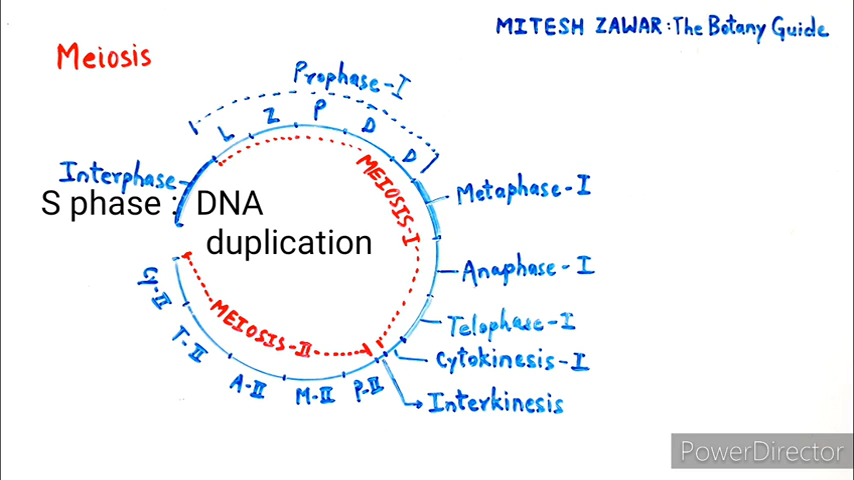 MITESH ZAWAR: The Botany Guide
Meiosis
Prophase-I
L Z P D D
Interphase
S phase : DNA
duplication
MEIOSIS-I
Metaphase-I
Anaphase-I
Telophase-I
Cytokinesis-I
Interkinesis
MEIOSIS-II
Cy-II
T-II
A-II
M-II
P-II
PowerDirector